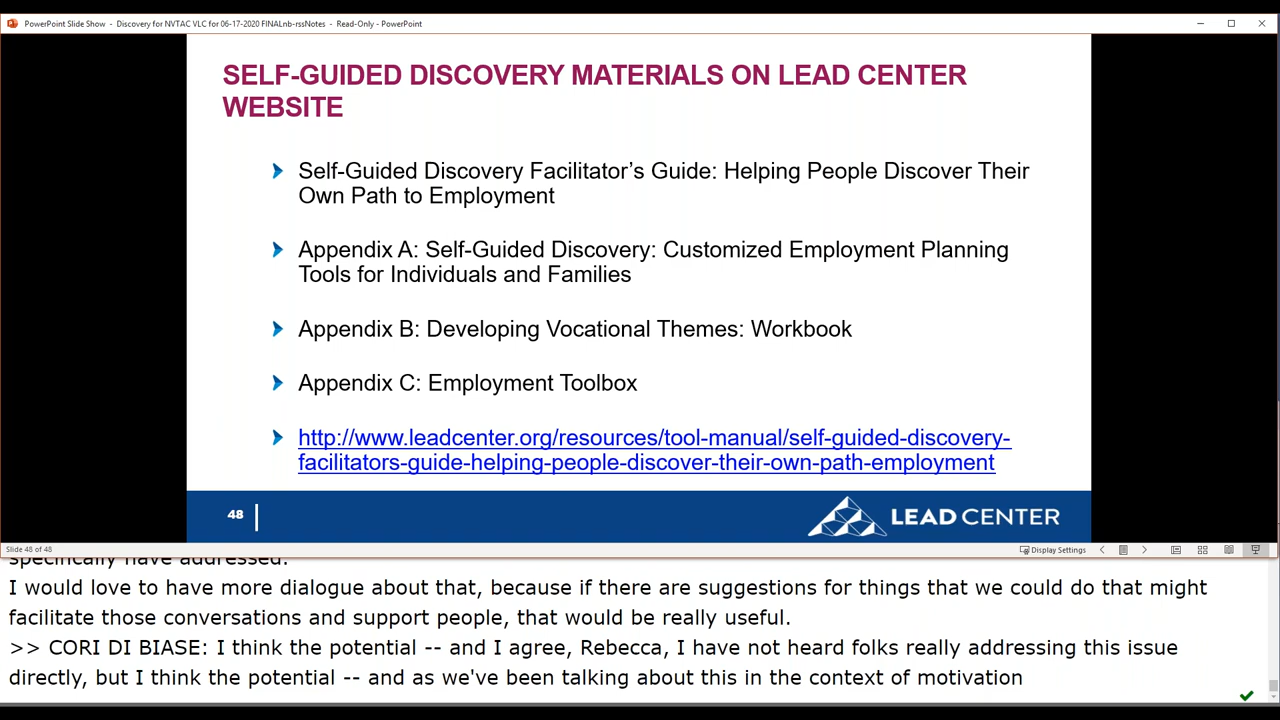 PowerPoint Slide Show - Discovery for NVTAC VLC for 06-17-2020 FINALnb-rssNotes - Read-Only - PowerPoint
SELF-GUIDED DISCOVERY MATERIALS ON LEAD CENTER
WEBSITE
Self-Guided Discovery Facilitator’s Guide: Helping People Discover Their
Own Path to Employment
Appendix A: Self-Guided Discovery: Customized Employment Planning
Tools for Individuals and Families
Appendix B: Developing Vocational Themes: Workbook
Appendix C: Employment Toolbox
http://www.leadcenter.org/resources/tool-manual/self-guided-discovery-
facilitators-guide-helping-people-discover-their-own-path-employment
48
LEAD CENTER
Slide 48 of 48
Display Settings
specifically have addressed.
I would love to have more dialogue about that, because if there are suggestions for things that we could do that might
facilitate those conversations and support people, that would be really useful.
>> CORI DI BIASE: I think the potential -- and I agree, Rebecca, I have not heard folks really addressing this issue
directly, but I think the potential -- and as we've been talking about this in the context of motivation